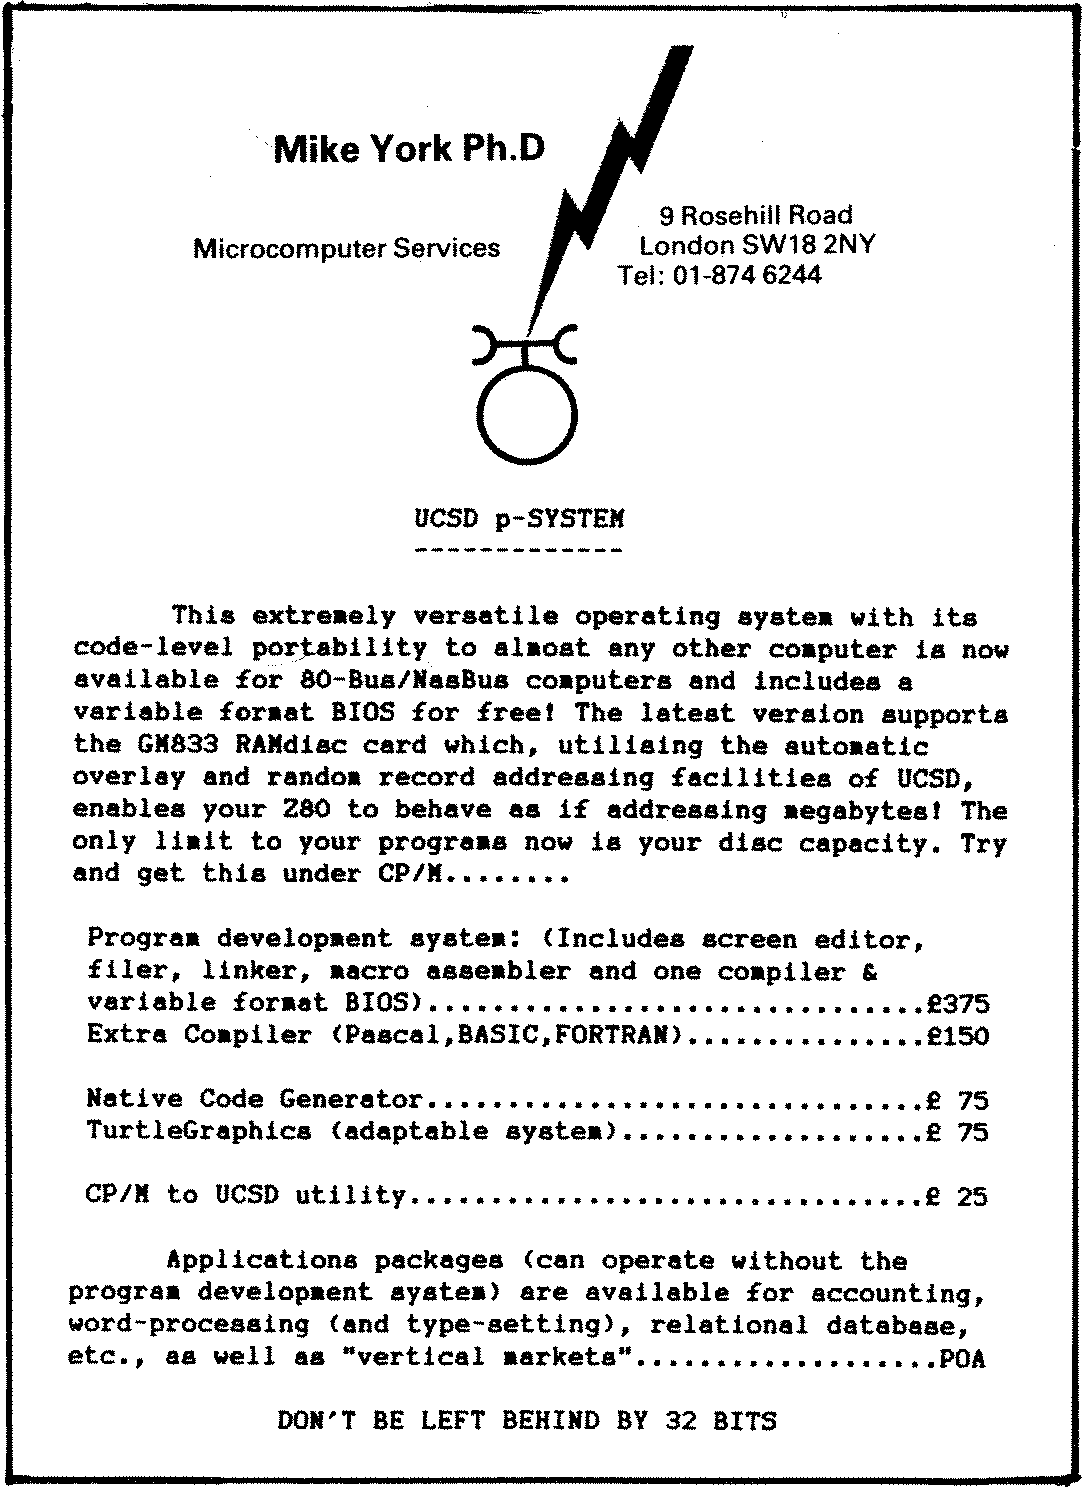 Mike York Ph.D
9 Rosehill Road
Microcomputer Services
London SW18 2NY
Tel: 01-874 6244
UCSD p-SYSTEM
-------------
This extremely versatile operating system with its
code-level portability to almost any other computer is now
available for 80-Bus/NasBus computers and includes a
variable format BIOS for free! The latest version supports
the GM833 RAMdisc card which, utilising the automatic
overlay and random record addressing facilities of UCSD,
enables your Z80 to behave as if addressing megabytes! The
only limit to your programs now is your disc capacity. Try
and get this under CP/M........
Program development system: (Includes screen editor,
filer, linker, macro assembler and one compiler &
variable format BIOS)...............................£375
Extra Compiler (Pascal,BASIC,FORTRAN)...............£150
Native Code Generator...............................£ 75
TurtleGraphics (adaptable system)...................£ 75
CP/M to UCSD utility................................£ 25
Applications packages (can operate without the
program development system) are available for accounting,
word-processing (and type-setting), relational database,
etc., as well as "vertical markets"...................POA
DON'T BE LEFT BEHIND BY 32 BITS